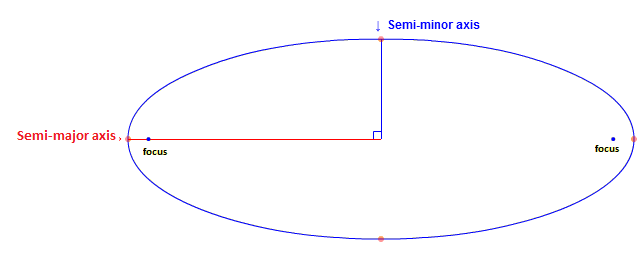 ↓ Semi-minor axis
Semi-major axis ,
focus
focus